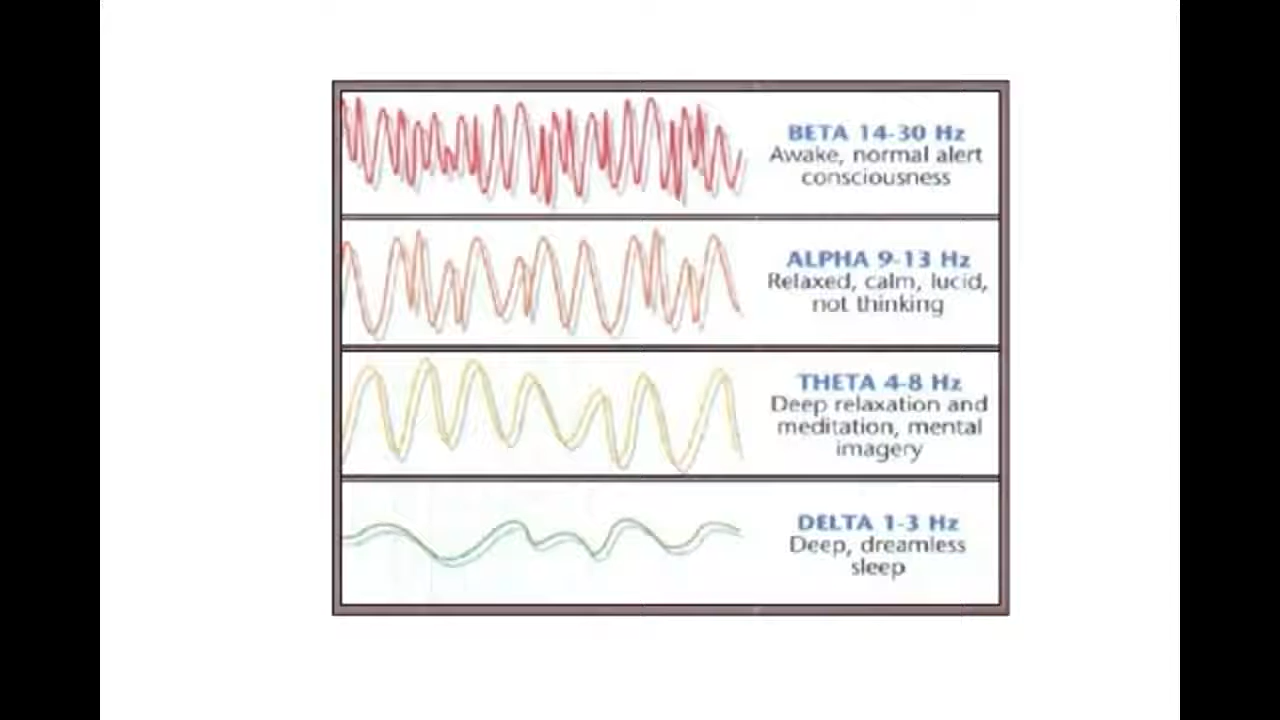 BETA 14-30 Hz
Awake, normal alert
consciousness
ALPHA 9-13 Hz
Relaxed, calm, lucid,
not thinking
THETA 4-8 Hz
Deep relaxation and
meditation, mental
imagery
DELTA 1-3 Hz
Deep, dreamless
sleep